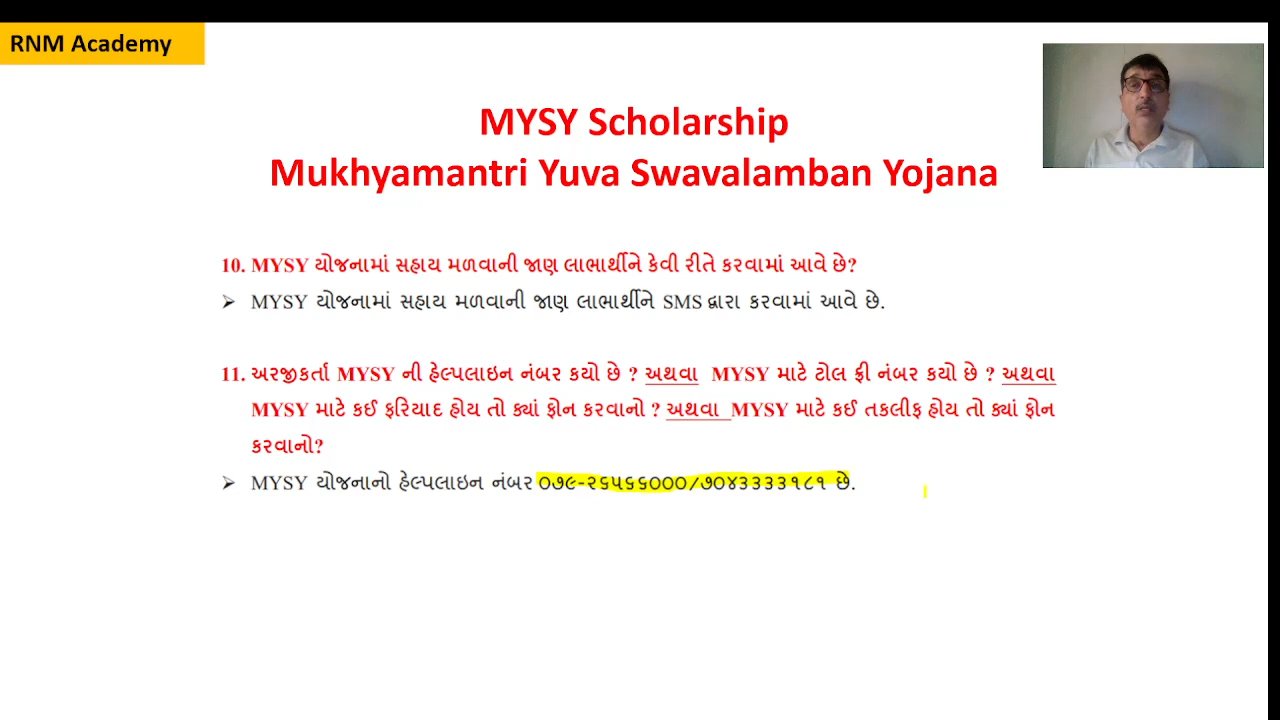 RNM Academy
MYSY Scholarship
Mukhyamantri Yuva Swavalamban Yojana
10. MYSY યોજનામાં સહાય મળવાની જાણ લાભાર્થીને કેવી રીતે કરવામાં આવે છે?
➢ MYSY યોજનામાં સહાય મળવાની જાણ લાભાર્થીને SMS દ્વારા કરવામાં આવે છે.
11. અરજીકર્તા MYSY ની હેલ્પલાઇન નંબર કયો છે ? અથવા MYSY માટે ટોલ ફ્રી નંબર કયો છે ? અથવા
MYSY માટે કઈ ફરિયાદ હોય તો ક્યાં ફોન કરવાનો ? અથવા MYSY માટે કઈ તકલીફ હોય તો ક્યાં ફોન
કરવાનો?
➢ MYSY યોજનાનો હેલ્પલાઇન નંબર ૦૭૯-૨૬૫૬૬૦૦૦/૭૦૪૩૩૩૩૧૮૧ છે.